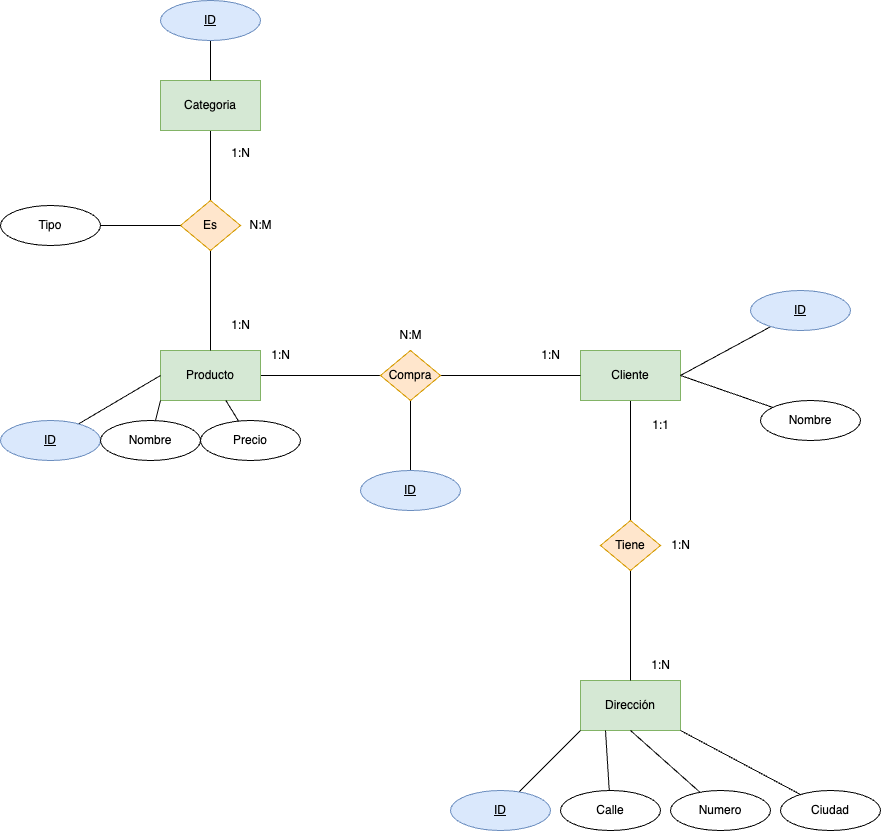 ID
Categoria
1:N
Tipo
Es
N:M
1:N
ID
N:M
1:N
1:N
Producto
Compra
Cliente
Nombre
1:1
ID
Nombre
Precio
ID
Tiene
1:N
1:N
Dirección
ID
Calle
Numero
Ciudad